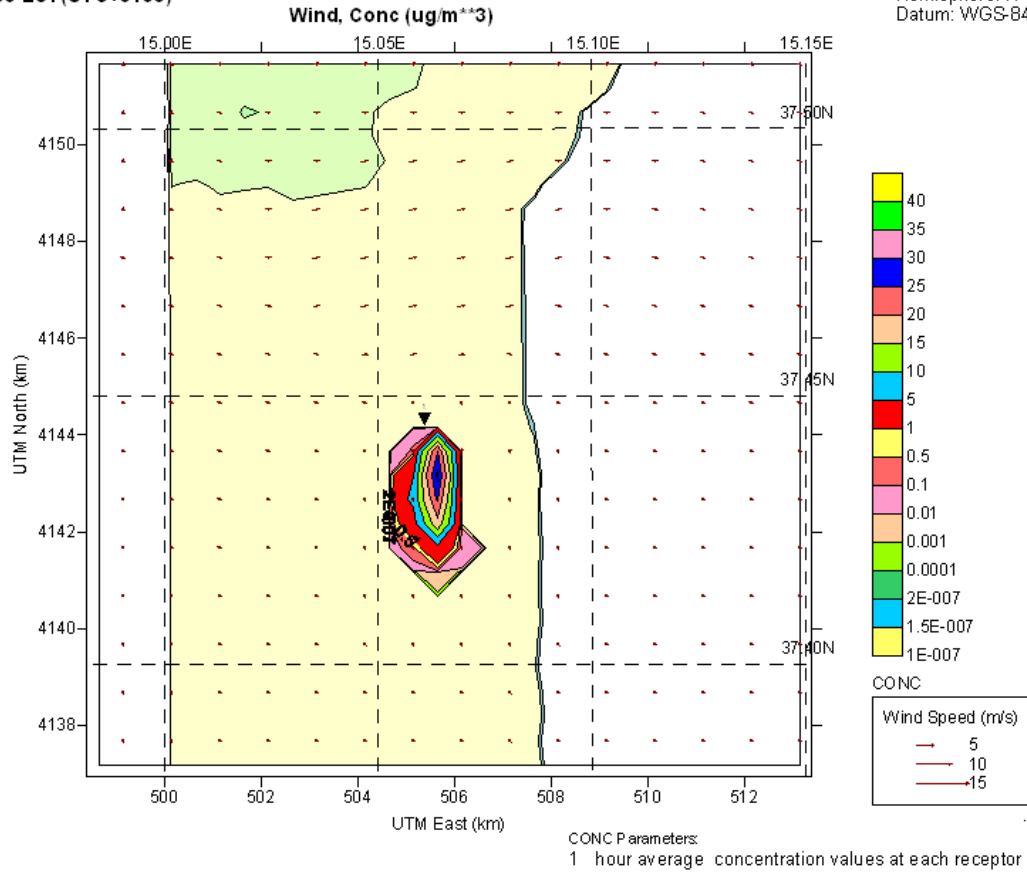 Wind, Conc (ug/m**3)
Datum: WGS-84
15.00E 15.05E 15.10E 15.15E
37.50N
4150
4148
4146
37.45N
4144
4142
4140
37.40N
4138
UTM North (km)
500 502 504 506 508 510 512
UTM East (km)
40
35
30
25
20
15
10
5
1
0.5
0.1
0.01
0.001
0.0001
2E-007
1.5E-007
1E-007
CONC
Wind Speed (m/s)
5
10
15
CONC Parameters:
1 hour average concentration values at each receptor